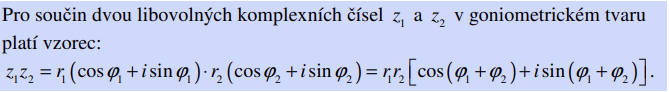 Pro součin dvou libovolných komplexních čísel z₁ a z₂ v goniometrickém tvaru
platí vzorec:
z₁z₂ = r₁(cos φ₁ + i sin φ₁) · r₂(cos φ₂ + i sin φ₂) = r₁r₂[cos(φ₁ + φ₂) + i sin(φ₁ + φ₂)].